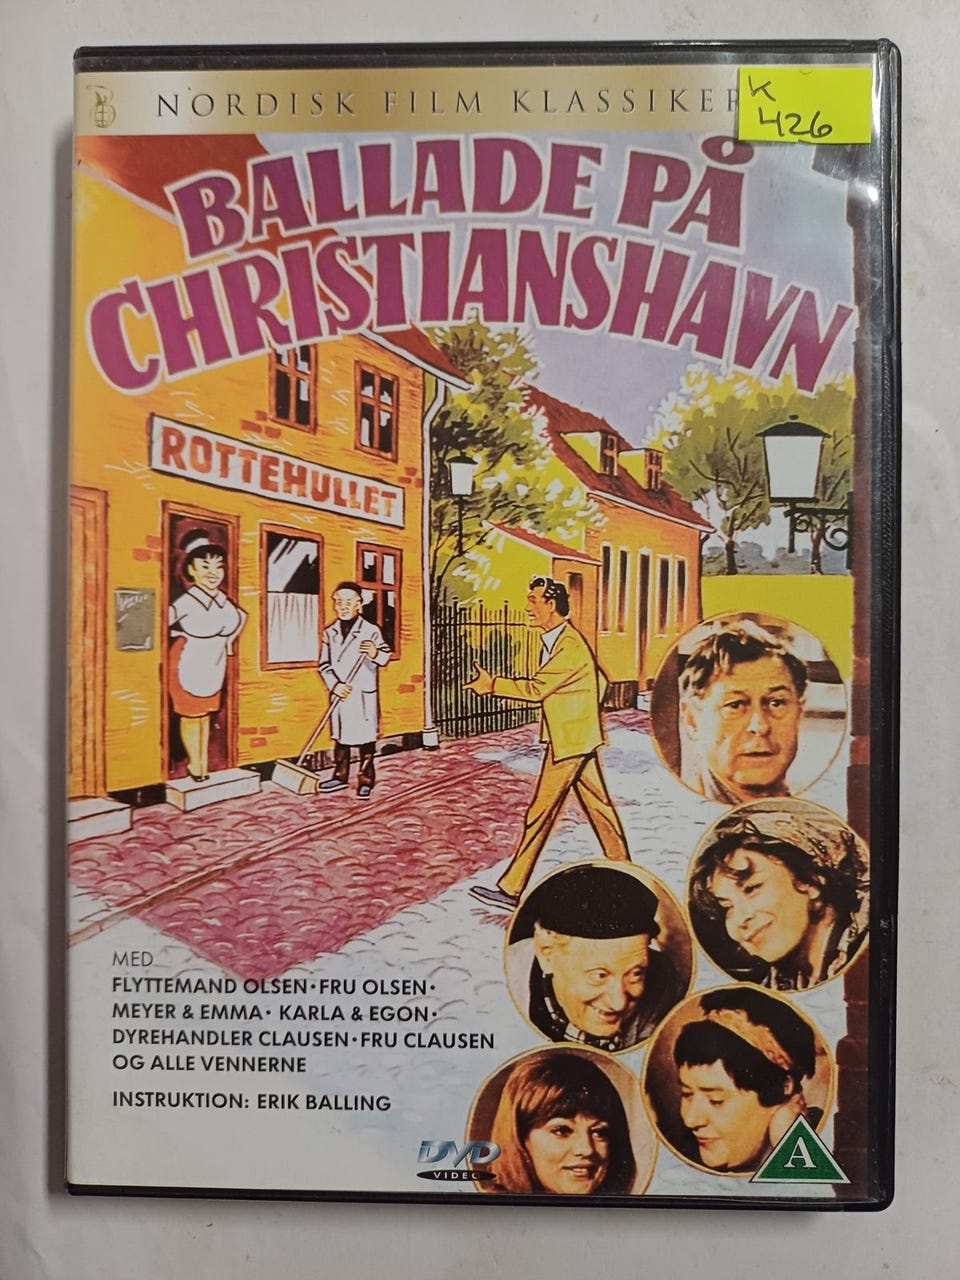 NORDISK FILM KLASSIKER
K
426
BALLADE PÅ
CHRISTIANSHAVN
ROTTEHULLET
MED
FLYTTEMAND OLSEN • FRU OLSEN •
MEYER & EMMA • KARLA & EGON •
DYREHANDLER CLAUSEN • FRU CLAUSEN
OG ALLE VENNERNE
INSTRUKTION: ERIK BALLING
DVD
VIDEO
A